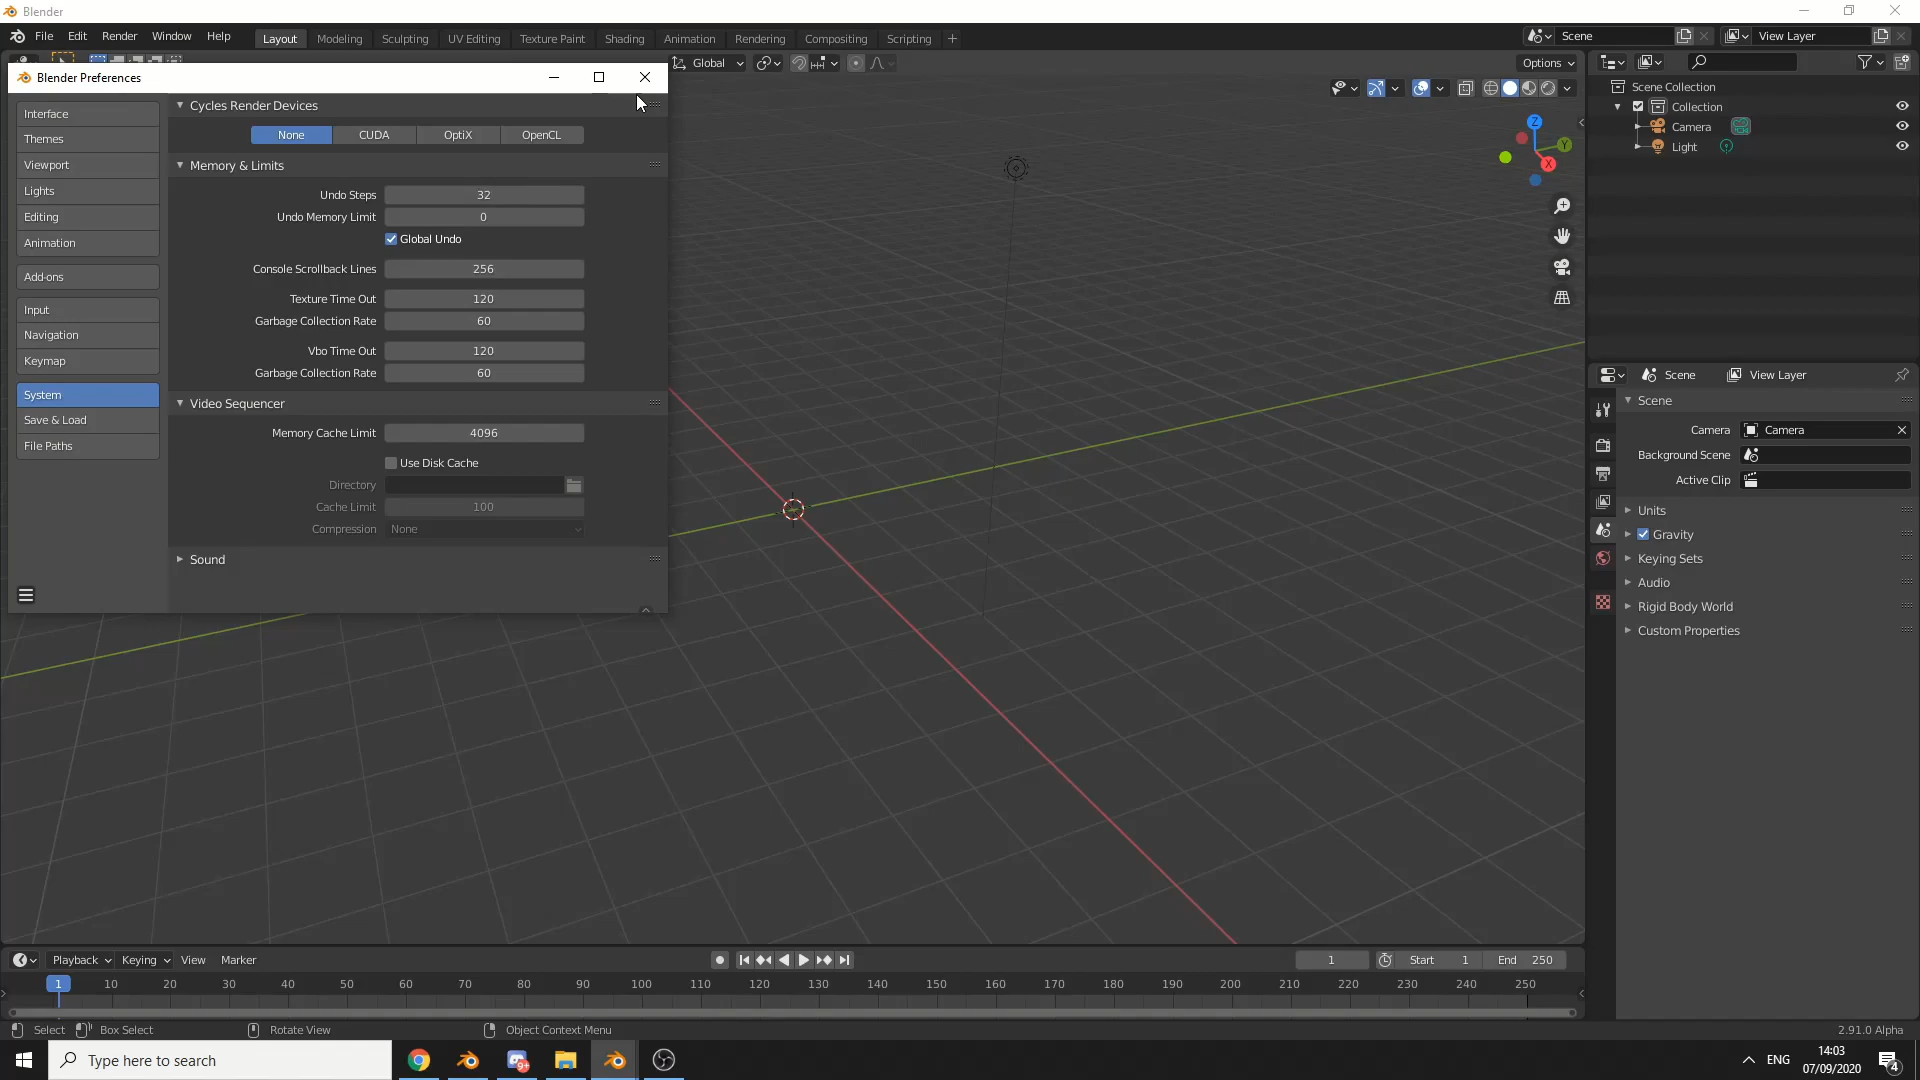 Blender
File Edit Render Window Help Layout Modeling Sculpting UV Editing Texture Paint Shading Animation Rendering Compositing Scripting + Scene View Layer
Global Options
Blender Preferences
Interface
Themes
Viewport
Lights
Editing
Animation
Add-ons
Input
Navigation
Keymap
System
Save & Load
File Paths
Cycles Render Devices
None CUDA OptiX OpenCL
Memory & Limits
Undo Steps 32
Undo Memory Limit 0
Global Undo
Console Scrollback Lines 256
Texture Time Out 120
Garbage Collection Rate 60
Vbo Time Out 120
Garbage Collection Rate 60
Video Sequencer
Memory Cache Limit 4096
Use Disk Cache
Directory
Cache Limit 100
Compression None
Sound
Z
Y
X
Scene Collection
Collection
Camera
Light
Scene View Layer
Scene
Camera Camera
Background Scene
Active Clip
Units
Gravity
Keying Sets
Audio
Rigid Body World
Custom Properties
Playback Keying View Marker 1 Start 1 End 250
1 10 20 30 40 50 60 70 80 90 100 110 120 130 140 150 160 170 180 190 200 210 220 230 240 250
Select Box Select Rotate View Object Context Menu 2.91.0 Alpha
Type here to search 9+ ENG 14:03
07/09/2020 4